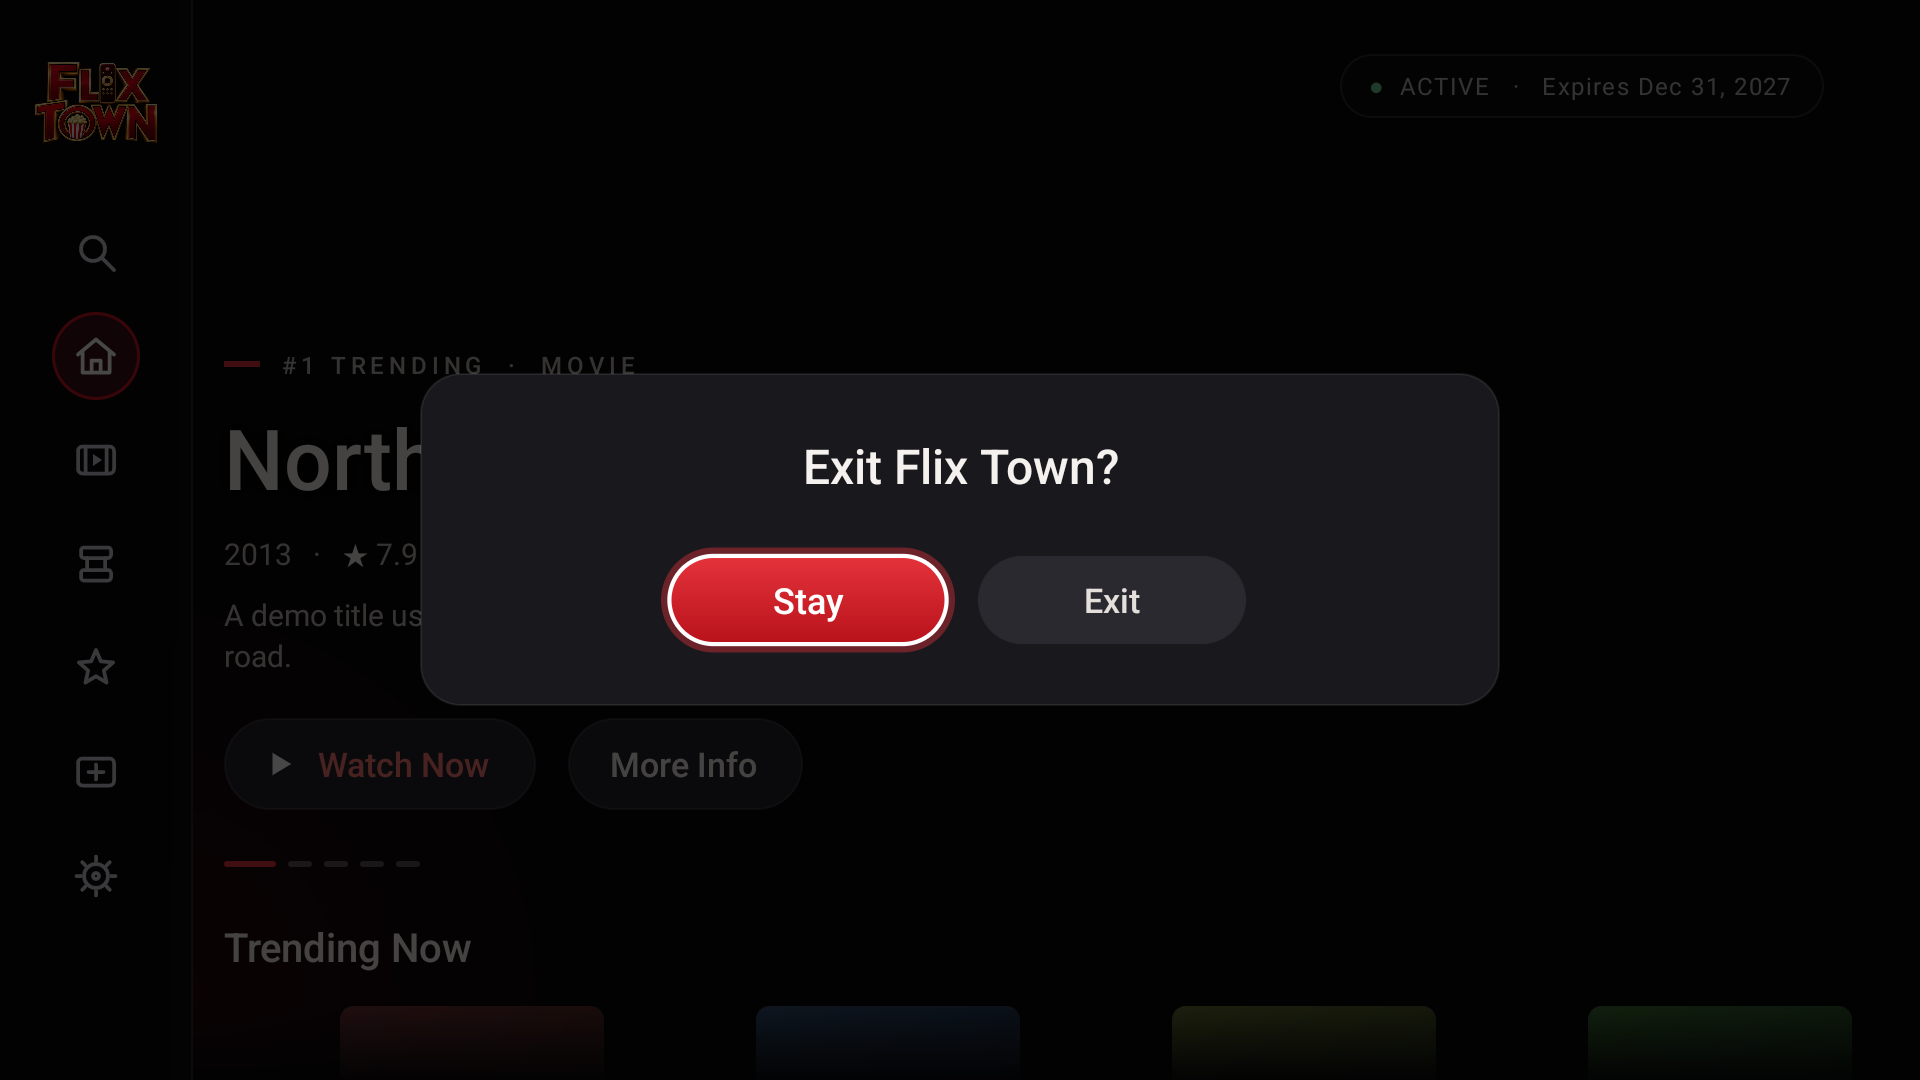 FLIX
TOWN
ACTIVE · Expires Dec 31, 2027
#1 TRENDING · MOVIE
North
Exit Flix Town?
2013 · ★ 7.9
A demo title us
road.
Stay
Exit
Watch Now
More Info
Trending Now